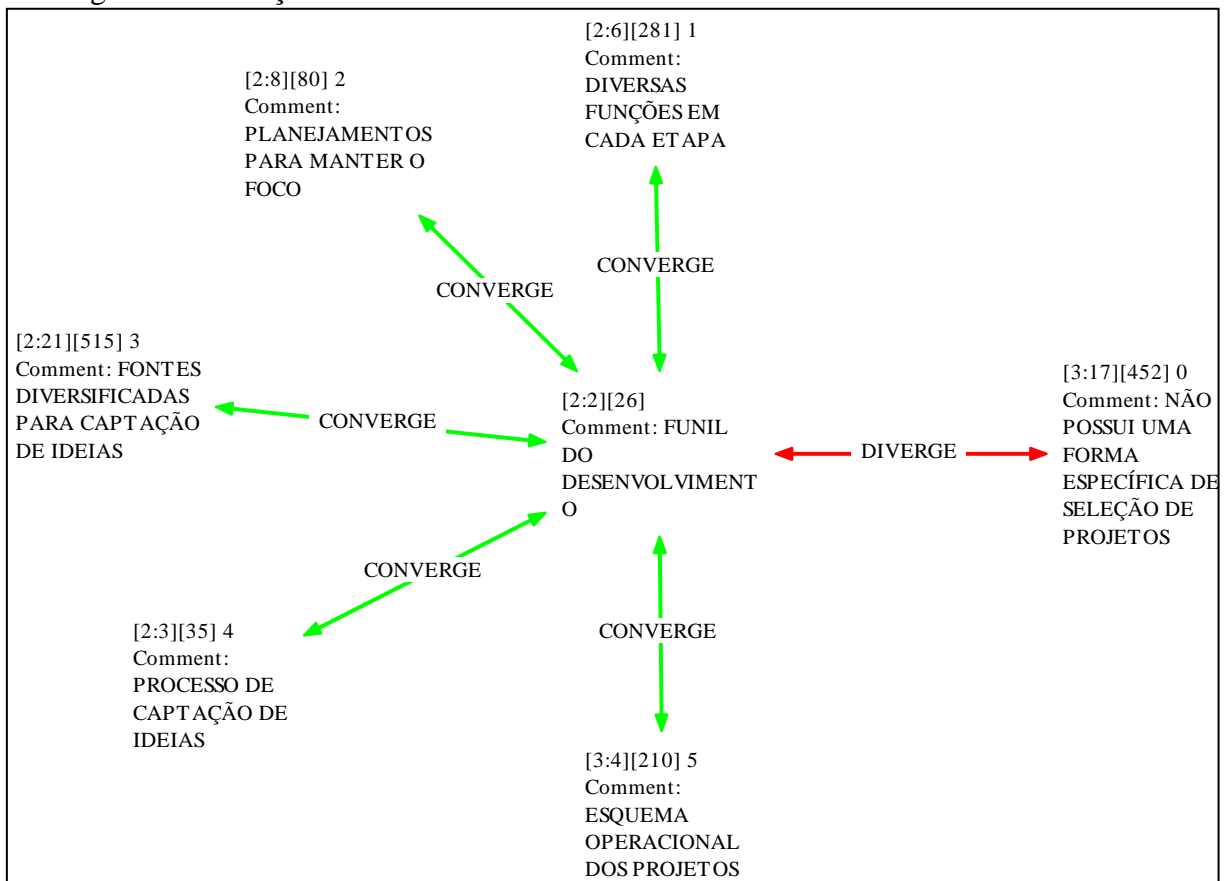 [2:6][281] 1
Comment:
DIVERSAS
FUNÇÕES EM
CADA ETAPA
[2:8][80] 2
Comment:
PLANEJAMENTOS
PARA MANTER O
FOCO
CONVERGE
CONVERGE
[2:21][515] 3
Comment: FONTES
DIVERSIFICADAS
PARA CAPTAÇÃO
DE IDEIAS
CONVERGE
[2:2][26]
Comment: FUNIL
DO
DESENVOLVIMENT
O
DIVERGE
[3:17][452] 0
Comment: NÃO
POSSUI UMA
FORMA
ESPECÍFICA DE
SELEÇÃO DE
PROJETOS
CONVERGE
CONVERGE
[2:3][35] 4
Comment:
PROCESSO DE
CAPTAÇÃO DE
IDEIAS
[3:4][210] 5
Comment:
ESQUEMA
OPERACIONAL
DOS PROJETOS